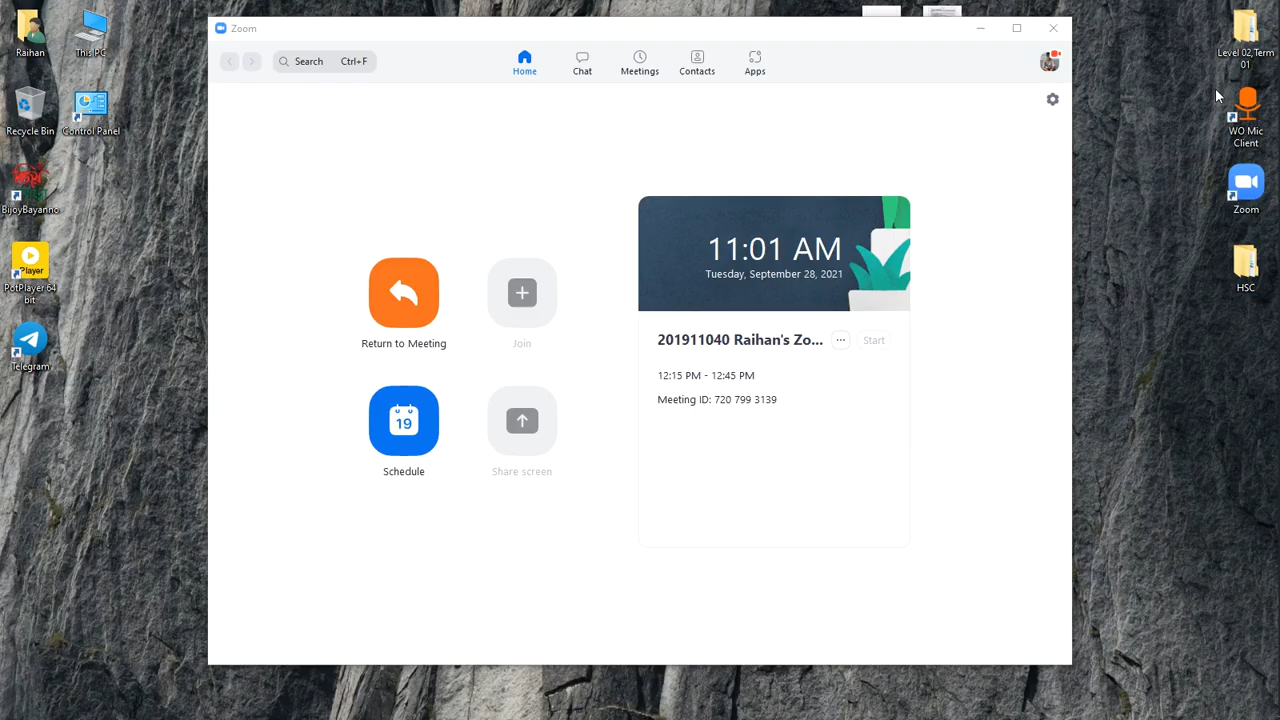 Raihan
This PC
Recycle Bin
Control Panel
BijoyBayanno
Player
PotPlayer 64
bit
Telegram
Zoom
Search Ctrl+F
Home
Chat
Meetings
Contacts
Apps
Return to Meeting
Join
19
Schedule
Share screen
11:01 AM
Tuesday, September 28, 2021
201911040 Raihan's Zo...
Start
12:15 PM - 12:45 PM
Meeting ID: 720 799 3139
Level 02,Term
01
WO Mic
Client
Zoom
HSC